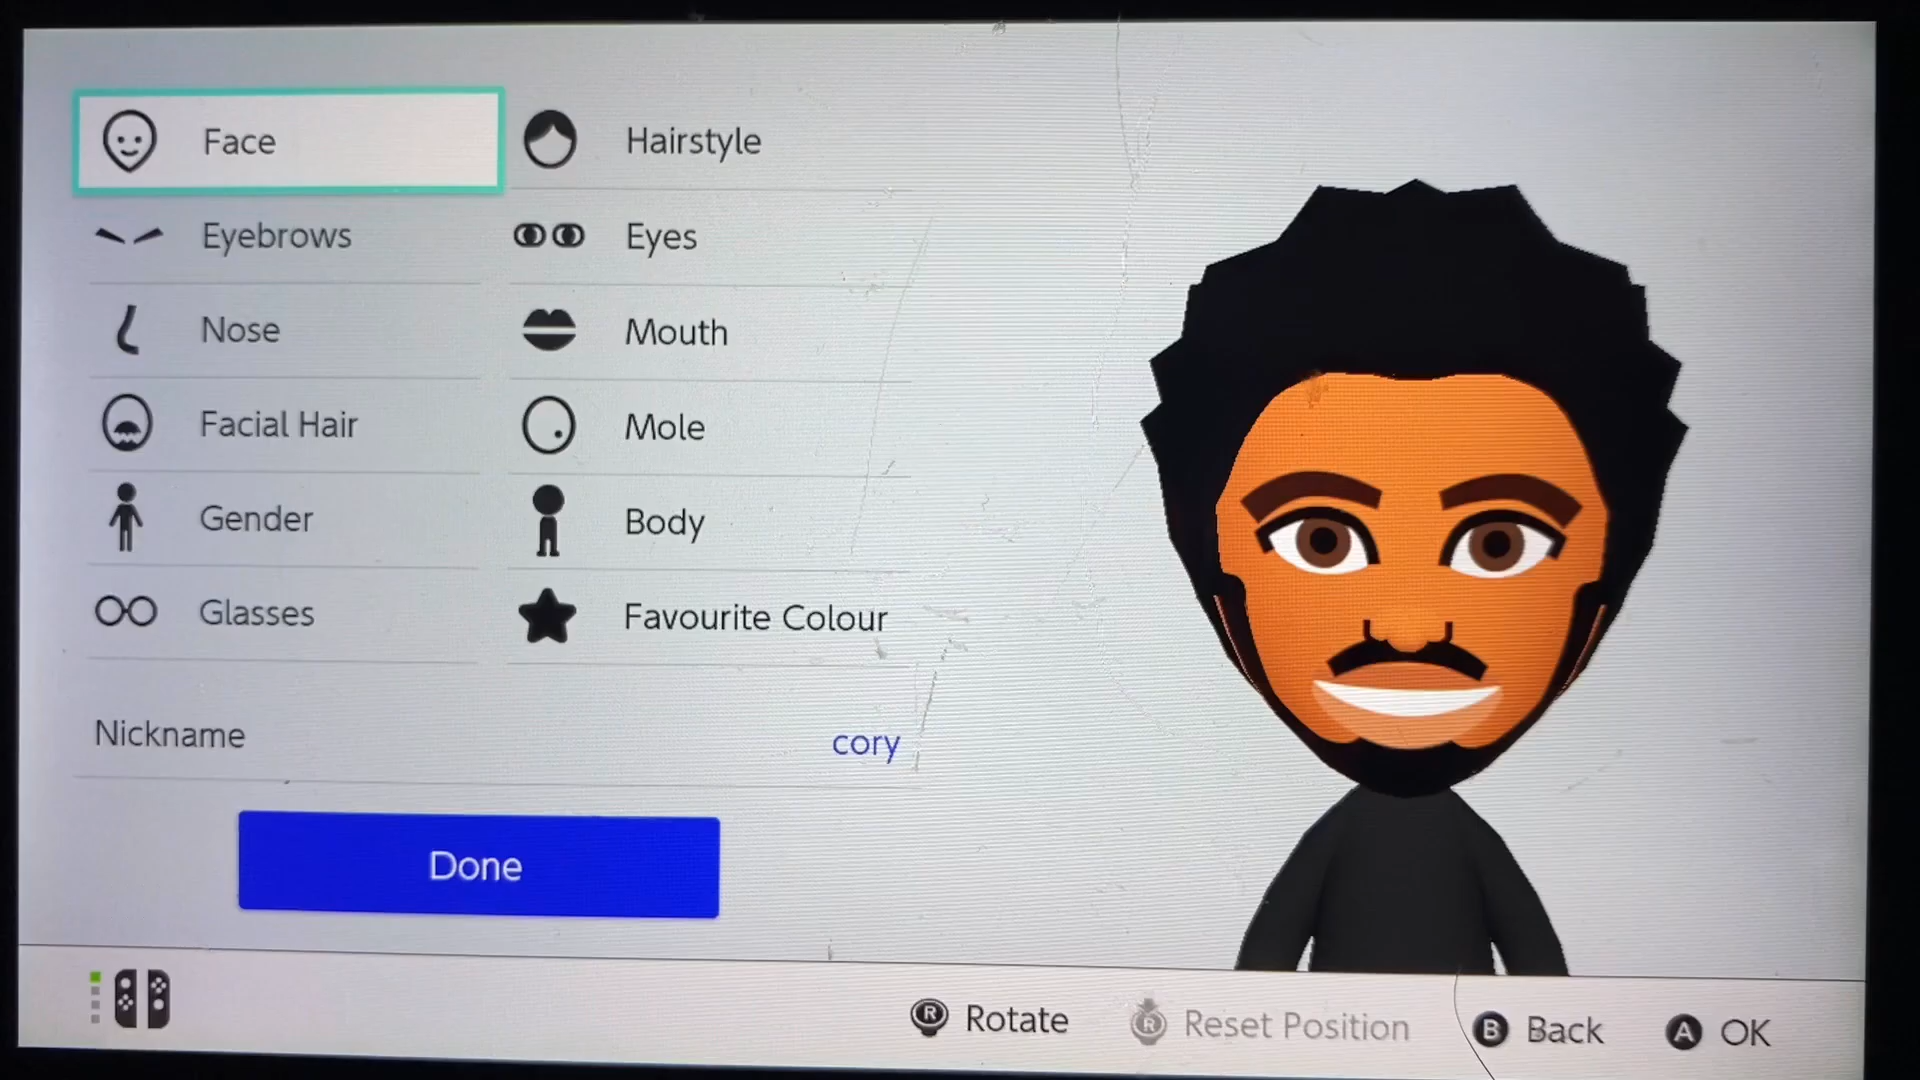 Face
Hairstyle
Eyebrows
Eyes
Nose
Mouth
Facial Hair
Mole
Gender
Body
Glasses
Favourite Colour
Nickname
cory
Done
R Rotate
R Reset Position
B Back
A OK